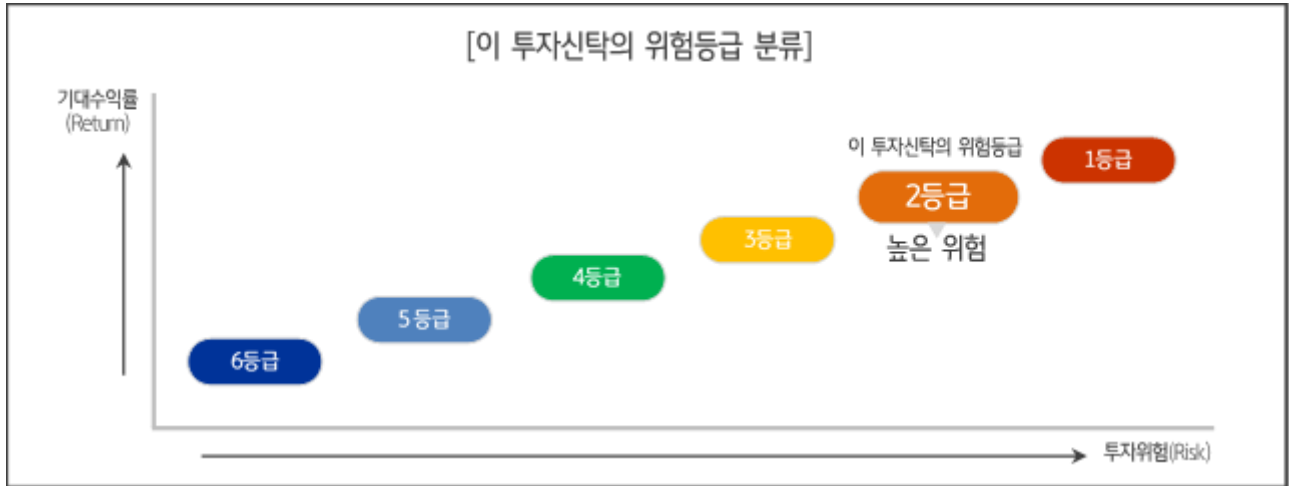 [이 투자신탁의 위험등급 분류]
기대수익률
(Return)
이 투자신탁의 위험등급
1등급
2등급
높은 위험
3등급
4등급
5등급
6등급
투자위험(Risk)